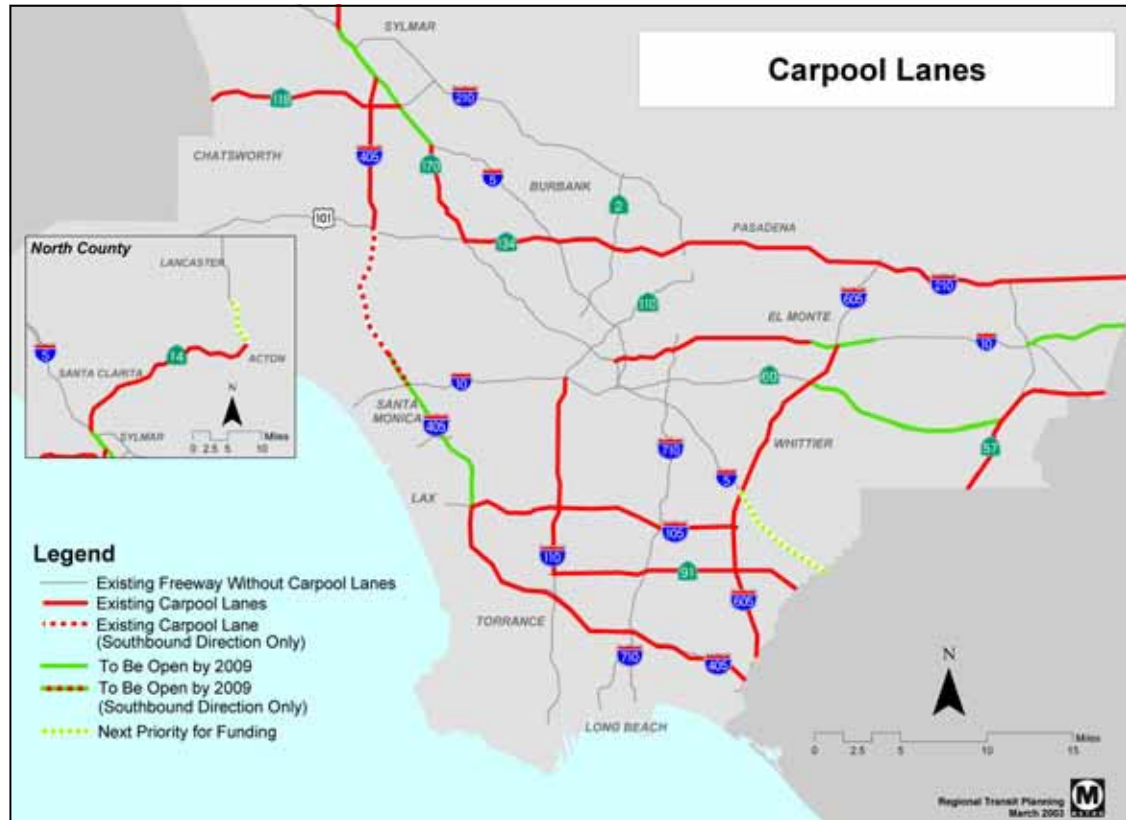 Carpool Lanes
SYLMAR
210
118
CHATSWORTH
405
170
5
BURBANK
2
101
134
PASADENA
North County
LANCASTER
5
14
SANTA CLARITA
ACTON
N
SYLMAR
0 2.5 5 10 Miles
110
605
210
EL MONTE
10
10
60
SANTA
MONICA
405
710
WHITTIER
57
5
LAX
105
110
91
605
TORRANCE
710
405
LONG BEACH
Legend
Existing Freeway Without Carpool Lanes
Existing Carpool Lanes
Existing Carpool Lane
(Southbound Direction Only)
To Be Open by 2009
To Be Open by 2009
(Southbound Direction Only)
Next Priority for Funding
N
0 2.5 5 10 15 Miles
Regional Transit Planning
March 2003
M
METRO